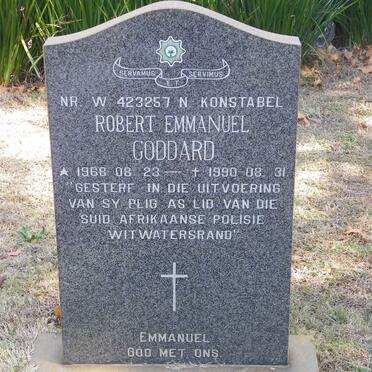 SERVAMUS ET SERVIMUS
NR. W 423257 N KONSTABEL
ROBERT EMMANUEL
GODDARD
★ 1968 08 23 — † 1990 08 31
"GESTERF IN DIE UITVOERING
VAN SY PLIG AS LID VAN DIE
SUID AFRIKAANSE POLISIE
WITWATERSRAND"
EMMANUEL
GOD MET ONS